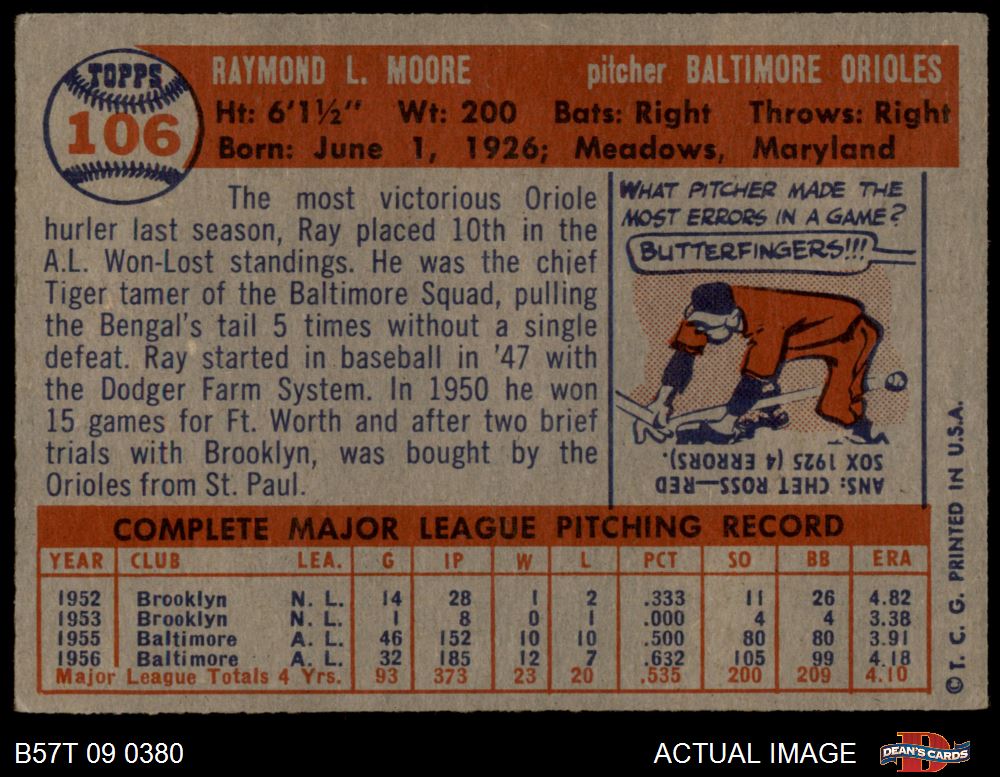 TOPPS
106
RAYMOND L. MOORE pitcher BALTIMORE ORIOLES
Ht: 6'1½" Wt: 200 Bats: Right Throws: Right
Born: June 1, 1926; Meadows, Maryland
The most victorious Oriole
hurler last season, Ray placed 10th in the
A.L. Won-Lost standings. He was the chief
Tiger tamer of the Baltimore Squad, pulling
the Bengal's tail 5 times without a single
defeat. Ray started in baseball in '47 with
the Dodger Farm System. In 1950 he won
15 games for Ft. Worth and after two brief
trials with Brooklyn, was bought by the
Orioles from St. Paul.
WHAT PITCHER MADE THE
MOST ERRORS IN A GAME?
BUTTERFINGERS!!!
ANS: CHET ROSS—RED
SOX 1925 (4 ERRORS).
COMPLETE MAJOR LEAGUE PITCHING RECORD
YEAR CLUB LEA. G IP W L PCT SO BB ERA
1952 Brooklyn N. L. 14 28 1 2 .333 11 26 4.82
1953 Brooklyn N. L. 1 8 0 1 .000 4 4 3.38
1955 Baltimore A. L. 46 152 10 10 .500 80 80 3.91
1956 Baltimore A. L. 32 185 12 7 .632 105 99 4.18
Major League Totals 4 Yrs. 93 373 23 20 .535 200 209 4.10
© T. C. G. PRINTED IN U.S.A.
B57T 09 0380 ACTUAL IMAGE
D
DEAN'S CARDS